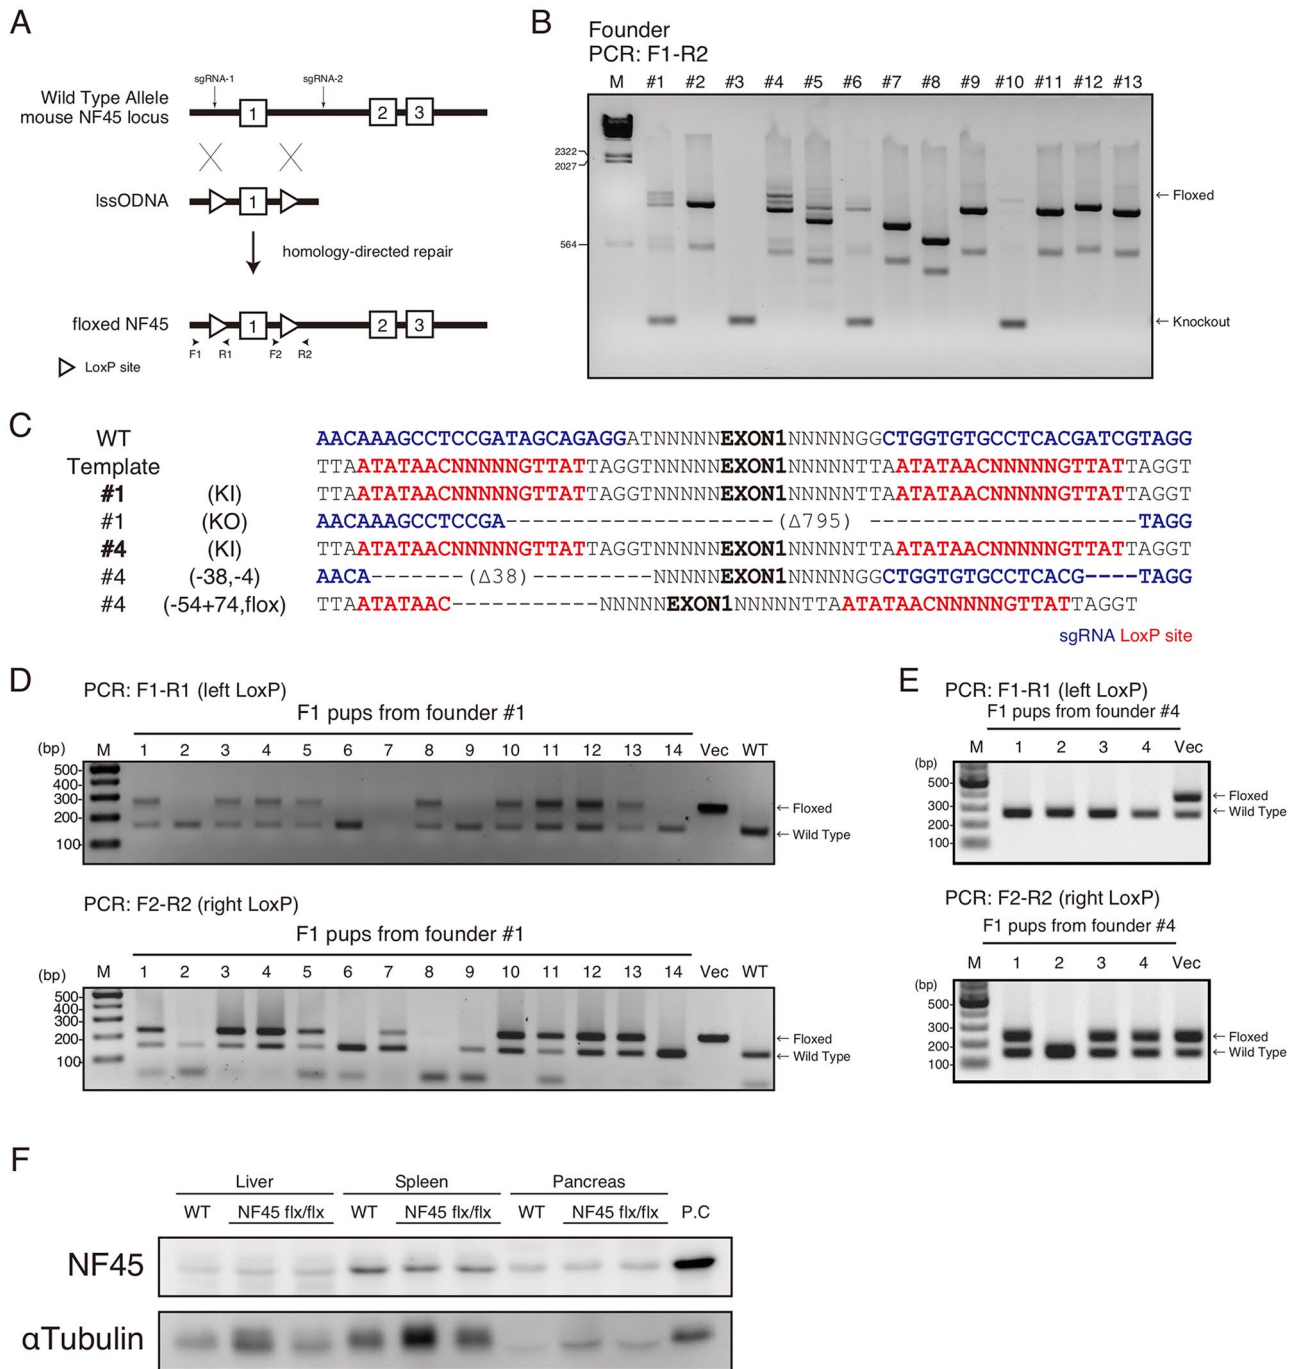 A
sgRNA-1
sgRNA-2
Wild Type Allele
mouse NF45 locus
1 2 3
lssODNA
1
homology-directed repair
floxed NF45
1 2 3
F1 R1 F2 R2
LoxP site
B
Founder
PCR: F1-R2
M #1 #2 #3 #4 #5 #6 #7 #8 #9 #10 #11 #12 #13
2322
2027
564
← Floxed
← Knockout
C
WT AACAAAGCCTCCGATAGCAGAGGATNNNNNEXON1NNNNNGGCTGGTGTGCCTCACGATCGTAGG
Template TTAATATAACNNNNNGTTATTAGGTNNNNNEXON1NNNNNTTAATATAACNNNNNGTTATTAGGT
#1 (KI) TTAATATAACNNNNNGTTATTAGGTNNNNNEXON1NNNNNTTAATATAACNNNNNGTTATTAGGT
#1 (KO) AACAAAGCCTCCGA--------------------(Δ795) --------------------TAGG
#4 (KI) TTAATATAACNNNNNGTTATTAGGTNNNNNEXON1NNNNNTTAATATAACNNNNNGTTATTAGGT
#4 (-38,-4) AACA-------(Δ38)---------NNNNNEXON1NNNNNGGCTGGTGTGCCTCACG----TAGG
#4 (-54+74,flox) TTAATATAAC-----------NNNNNEXON1NNNNNTTAATATAACNNNNNGTTATTAGGT
sgRNA LoxP site
D
PCR: F1-R1 (left LoxP)
F1 pups from founder #1
(bp) M 1 2 3 4 5 6 7 8 9 10 11 12 13 14 Vec WT
500
400
300
200
100
← Floxed
← Wild Type
PCR: F2-R2 (right LoxP)
F1 pups from founder #1
(bp) M 1 2 3 4 5 6 7 8 9 10 11 12 13 14 Vec WT
500
400
300
200
100
← Floxed
← Wild Type
E
PCR: F1-R1 (left LoxP)
F1 pups from founder #4
M 1 2 3 4 Vec
(bp)
500
300
200
100
← Floxed
← Wild Type
PCR: F2-R2 (right LoxP)
F1 pups from founder #4
M 1 2 3 4 Vec
(bp)
500
300
200
100
← Floxed
← Wild Type
F
Liver Spleen Pancreas
WT NF45 flx/flx WT NF45 flx/flx WT NF45 flx/flx P.C
NF45
αTubulin